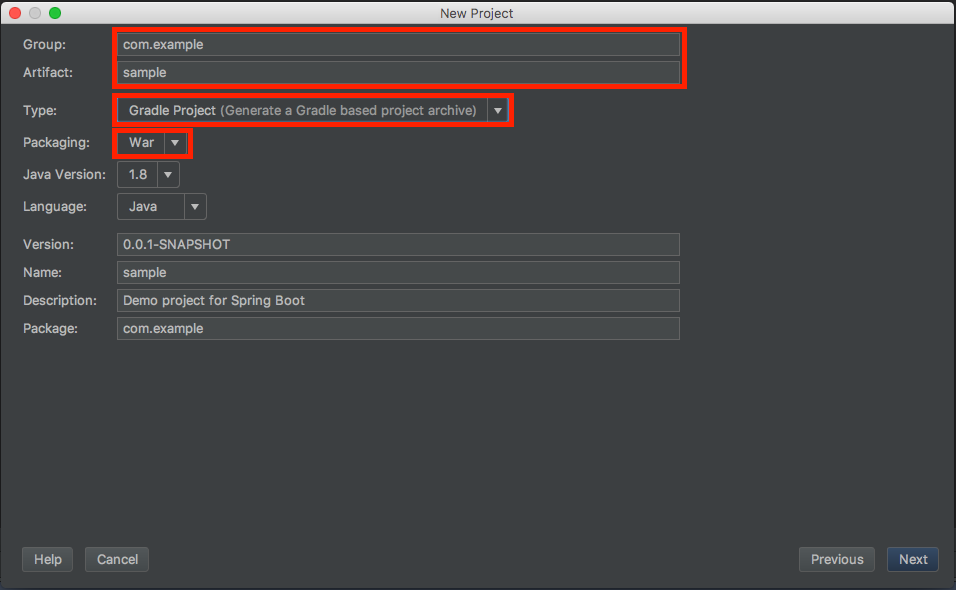 New Project
Group: com.example
Artifact: sample
Type: Gradle Project (Generate a Gradle based project archive)
Packaging: War
Java Version: 1.8
Language: Java
Version: 0.0.1-SNAPSHOT
Name: sample
Description: Demo project for Spring Boot
Package: com.example
Help Cancel Previous Next